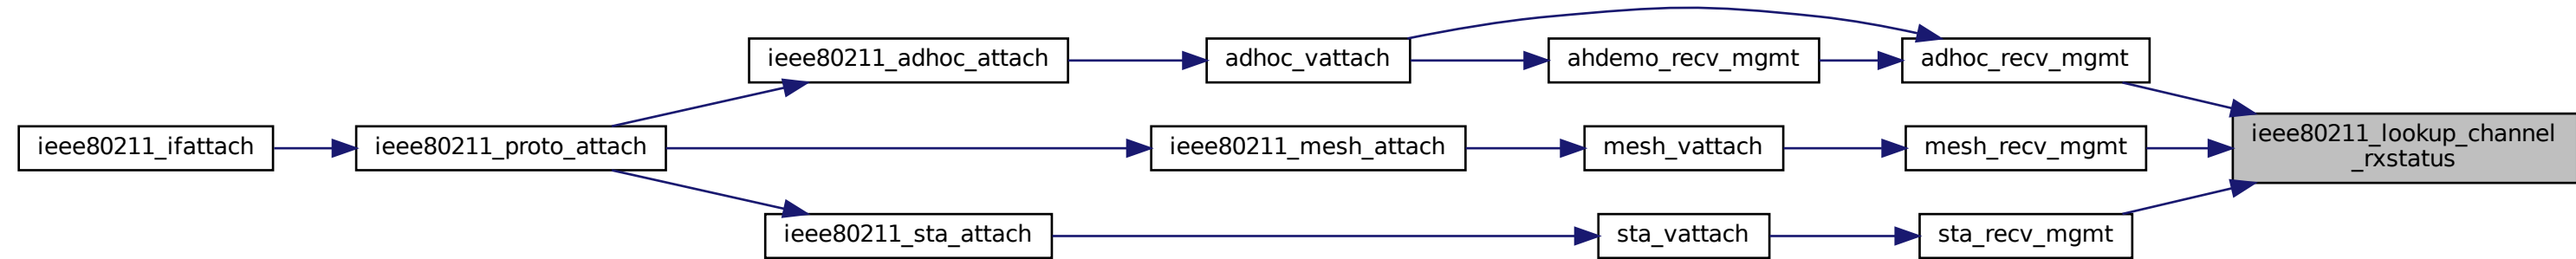 ieee80211_adhoc_attach
adhoc_vattach
ahdemo_recv_mgmt
adhoc_recv_mgmt
ieee80211_ifattach
ieee80211_proto_attach
ieee80211_mesh_attach
mesh_vattach
mesh_recv_mgmt
ieee80211_lookup_channel
_rxstatus
ieee80211_sta_attach
sta_vattach
sta_recv_mgmt